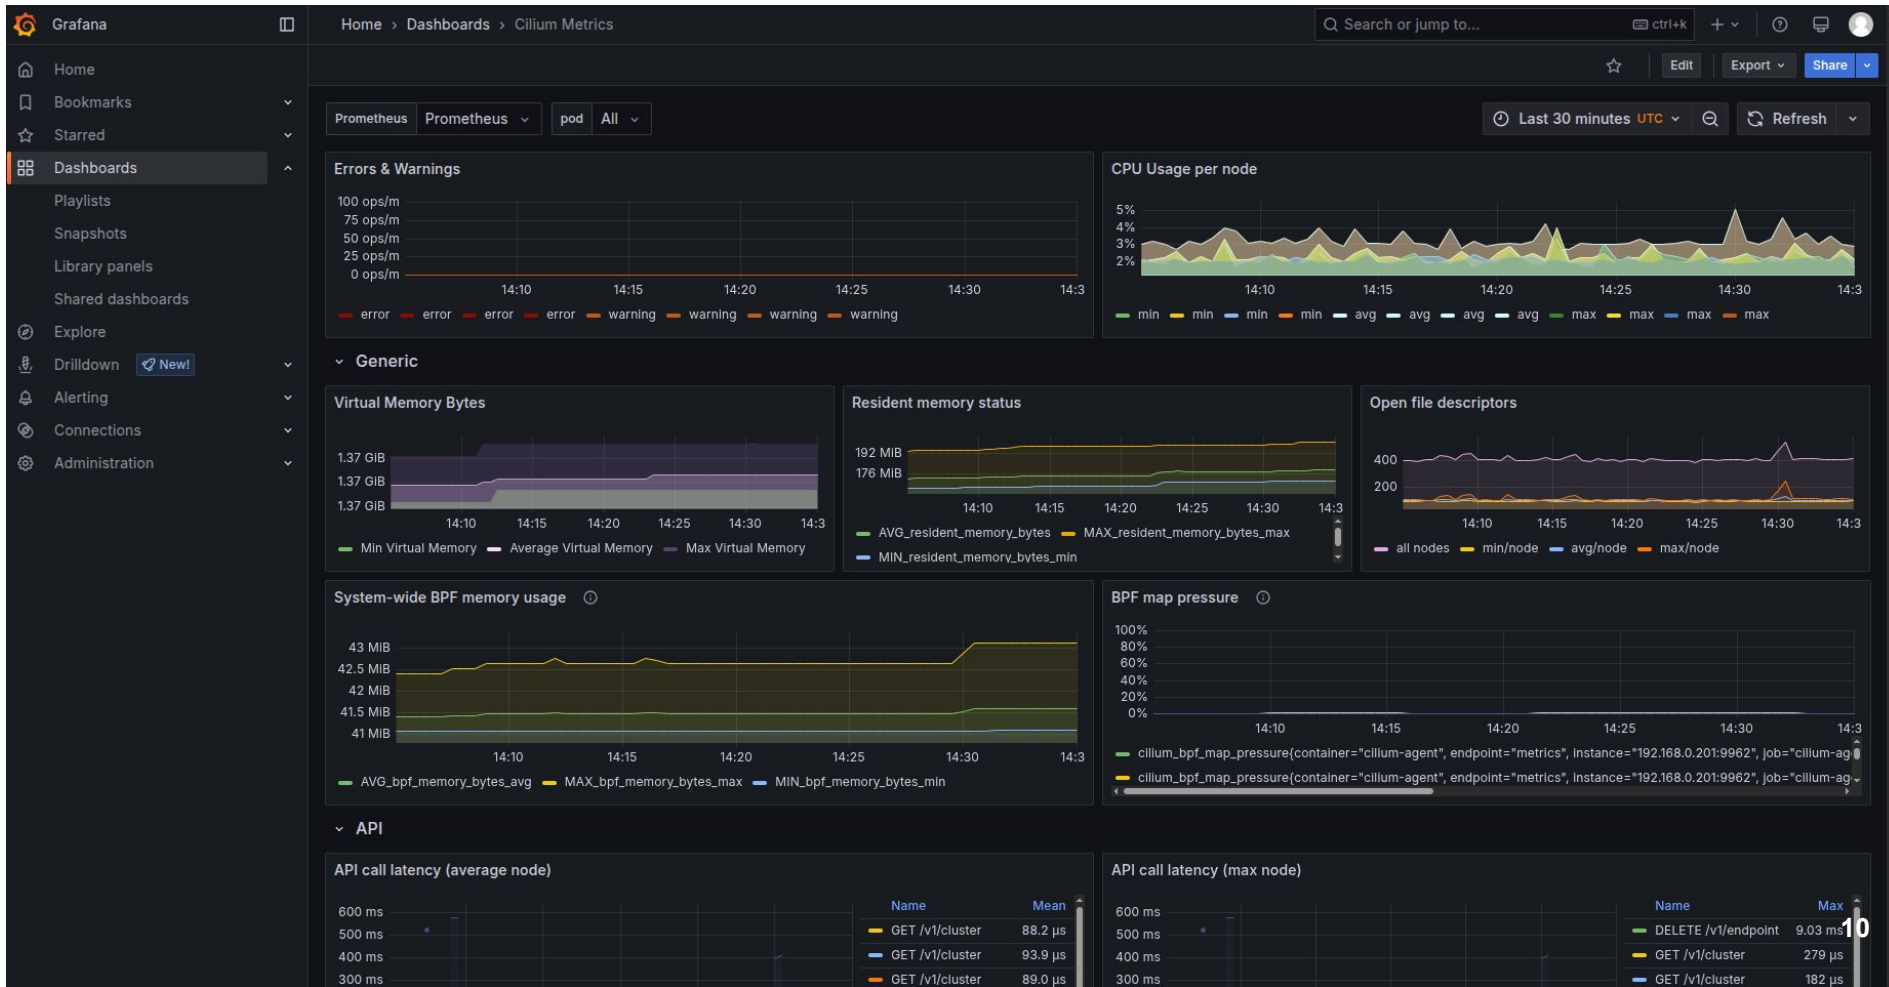 Grafana
Home › Dashboards › Cilium Metrics
Search or jump to...
ctrl+k
Home
Bookmarks
Starred
Dashboards
Playlists
Snapshots
Library panels
Shared dashboards
Explore
Drilldown New!
Alerting
Connections
Administration
Edit
Export
Share
Prometheus Prometheus
pod All
Last 30 minutes UTC
Refresh
Errors & Warnings
100 ops/m
75 ops/m
50 ops/m
25 ops/m
0 ops/m
14:10 14:15 14:20 14:25 14:30 14:3
error error error error warning warning warning warning
CPU Usage per node
5%
4%
3%
2%
14:10 14:15 14:20 14:25 14:30 14:3
min min min min avg avg avg avg max max max max
Generic
Virtual Memory Bytes
1.37 GiB
1.37 GiB
1.37 GiB
14:10 14:15 14:20 14:25 14:30 14:3
Min Virtual Memory Average Virtual Memory Max Virtual Memory
Resident memory status
192 MiB
176 MiB
14:10 14:15 14:20 14:25 14:30 14:3
AVG_resident_memory_bytes MAX_resident_memory_bytes_max
MIN_resident_memory_bytes_min
Open file descriptors
400
200
14:10 14:15 14:20 14:25 14:30 14:3
all nodes min/node avg/node max/node
System-wide BPF memory usage
43 MiB
42.5 MiB
42 MiB
41.5 MiB
41 MiB
14:10 14:15 14:20 14:25 14:30 14:3
AVG_bpf_memory_bytes_avg MAX_bpf_memory_bytes_max MIN_bpf_memory_bytes_min
BPF map pressure
100%
80%
60%
40%
20%
0%
14:10 14:15 14:20 14:25 14:30 14:3
cilium_bpf_map_pressure{container="cilium-agent", endpoint="metrics", instance="192.168.0.201:9962", job="cilium-ag
cilium_bpf_map_pressure{container="cilium-agent", endpoint="metrics", instance="192.168.0.201:9962", job="cilium-ag
API
API call latency (average node)
600 ms
500 ms
400 ms
300 ms
Name Mean
GET /v1/cluster 88.2 µs
GET /v1/cluster 93.9 µs
GET /v1/cluster 89.0 µs
API call latency (max node)
600 ms
500 ms
400 ms
300 ms
Name Max
DELETE /v1/endpoint 9.03 ms
GET /v1/cluster 279 µs
GET /v1/cluster 182 µs
10